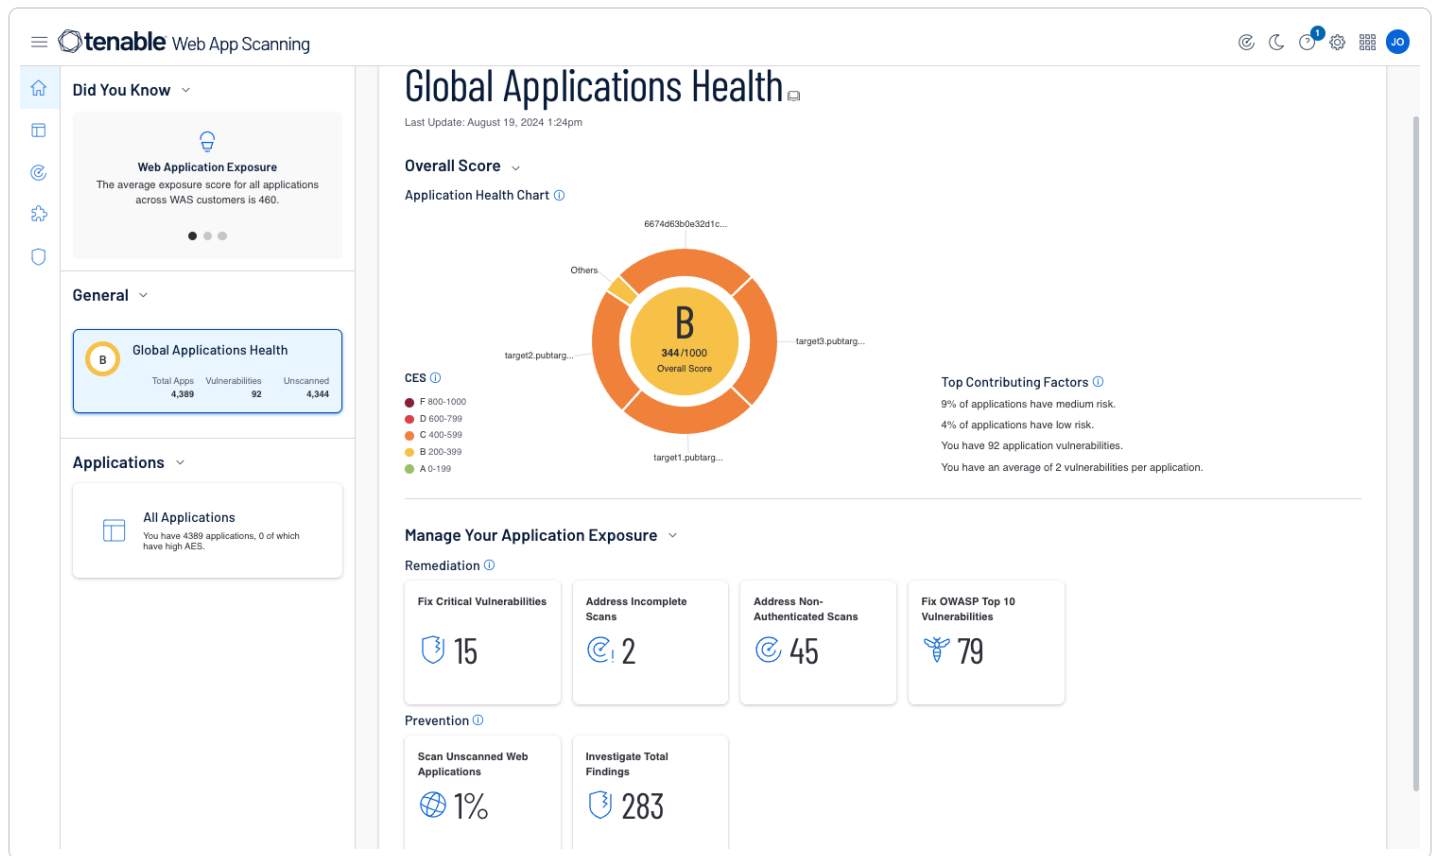 tenable Web App Scanning
1
?
JO
Did You Know
Web Application Exposure
The average exposure score for all applications
across WAS customers is 460.
General
B
Global Applications Health
Total Apps Vulnerabilities Unscanned
4,389 92 4,344
Applications
All Applications
You have 4389 applications, 0 of which
have high AES.
Global Applications Health
Last Update: August 19, 2024 1:24pm
Overall Score
Application Health Chart
6674d63b0e32d1c...
Others
target2.pubtarg...
target3.pubtarg...
target1.pubtarg...
B
344 /1000
Overall Score
CES
F 800-1000
D 600-799
C 400-599
B 200-399
A 0-199
Top Contributing Factors
9% of applications have medium risk.
4% of applications have low risk.
You have 92 application vulnerabilities.
You have an average of 2 vulnerabilities per application.
Manage Your Application Exposure
Remediation
Fix Critical Vulnerabilities
15
Address Incomplete
Scans
2
Address Non-
Authenticated Scans
45
Fix OWASP Top 10
Vulnerabilities
79
Prevention
Scan Unscanned Web
Applications
1%
Investigate Total
Findings
283